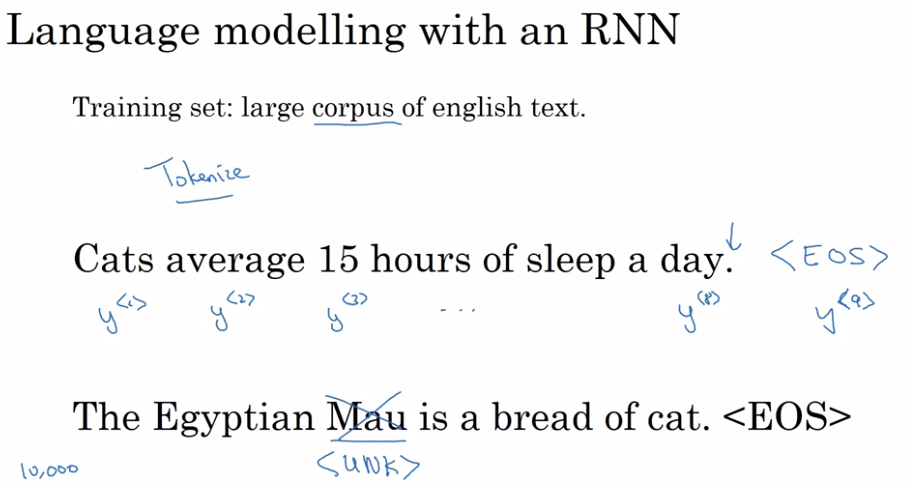 Language modelling with an RNN
Training set: large corpus of english text.
Tokenize
Cats average 15 hours of sleep a day. <EOS>
y<1> y<2> y<3> ... y<8> y<9>
The Egyptian Mau is a bread of cat. <EOS>
10,000 <UNK>